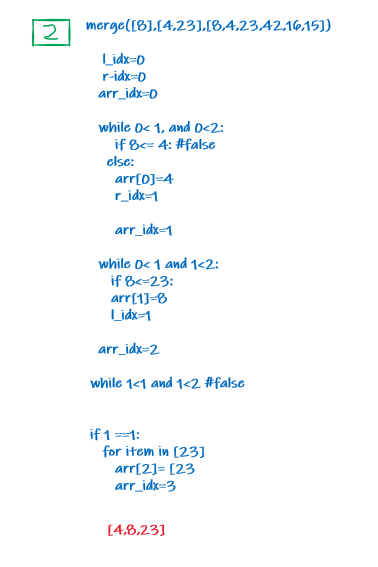 2
merge([8],[4,23],[8,4,23,42,16,15])
l_idx=0
r-idx=0
arr_idx=0
while 0< 1, and 0<2:
if 8<= 4: #false
else:
arr[0]=4
r_idx=1
arr_idx=1
while 0< 1 and 1<2:
if 8<=23:
arr[1]=8
l_idx=1
arr_idx=2
while 1<1 and 1<2 #false
if 1 ==1:
for item in [23]
arr[2]= [23
arr_idx=3
[4,8,23]